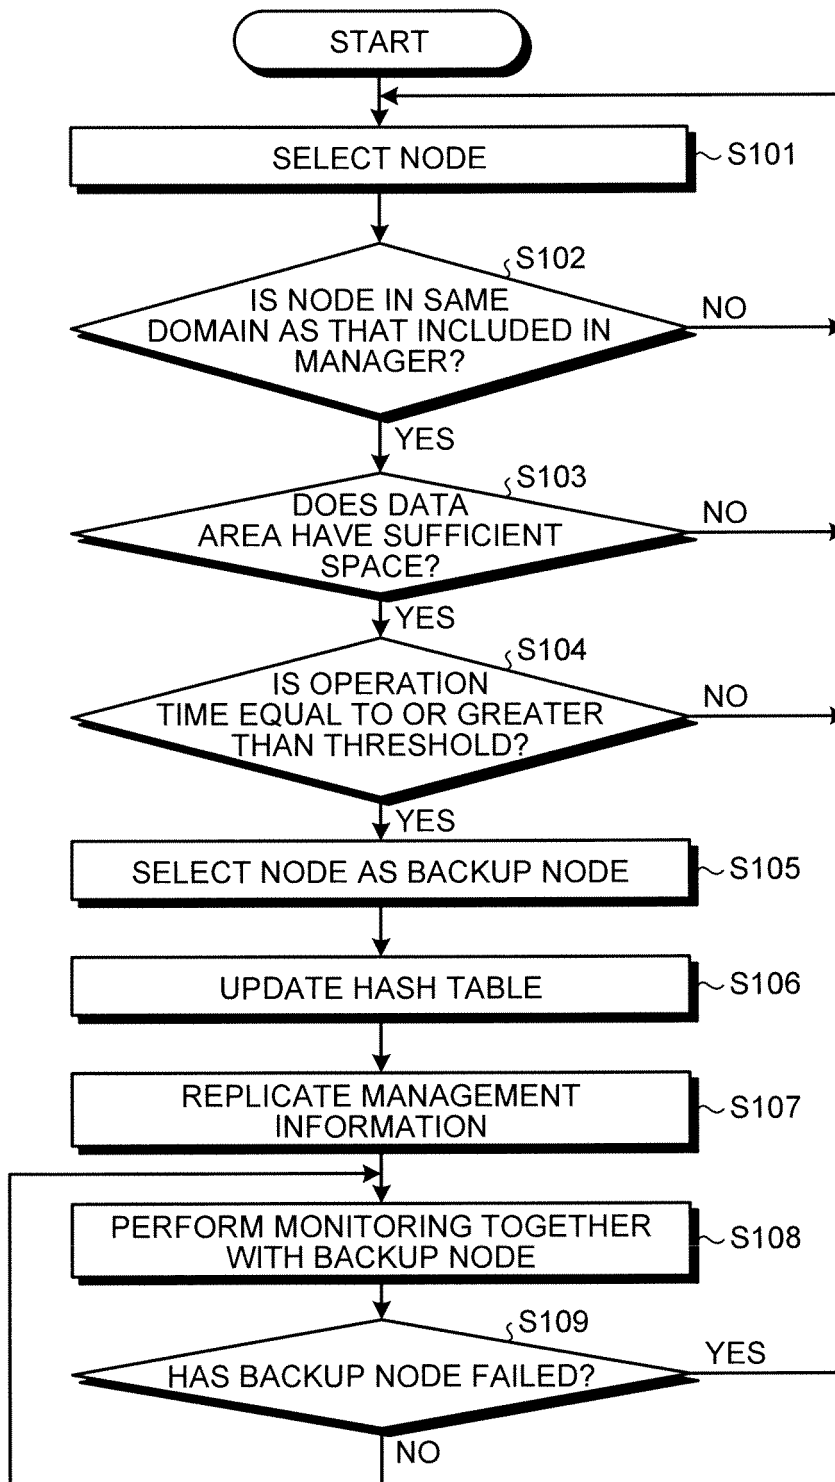 START
SELECT NODE
S101
S102
IS NODE IN SAME
DOMAIN AS THAT INCLUDED IN
MANAGER?
NO
YES
S103
DOES DATA
AREA HAVE SUFFICIENT
SPACE?
NO
YES
S104
IS OPERATION
TIME EQUAL TO OR GREATER
THAN THRESHOLD?
NO
YES
SELECT NODE AS BACKUP NODE
S105
UPDATE HASH TABLE
S106
REPLICATE MANAGEMENT
INFORMATION
S107
PERFORM MONITORING TOGETHER
WITH BACKUP NODE
S108
S109
HAS BACKUP NODE FAILED?
YES
NO